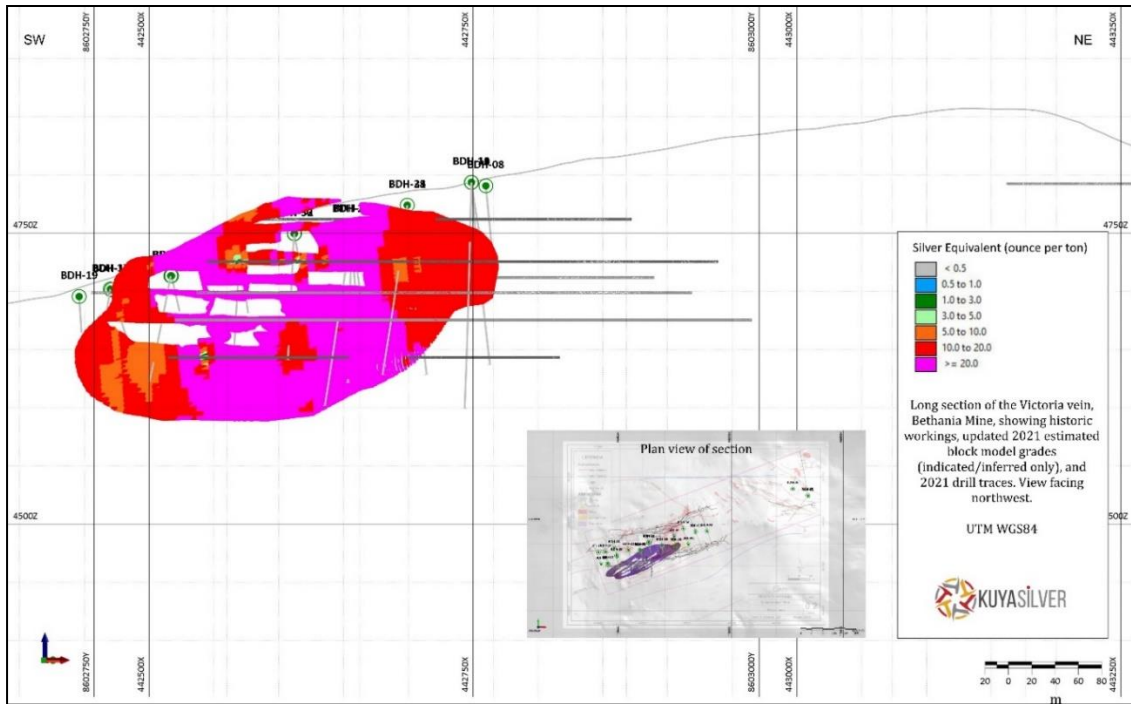 SW
8602750Y
442500X
442750X
8603000Y
443000X
443250X
NE
BDH-08
BDH-19
4750Z
750Z
4500Z
500Z
Silver Equivalent (ounce per ton)
< 0.5
0.5 to 1.0
1.0 to 3.0
3.0 to 5.0
5.0 to 10.0
10.0 to 20.0
>= 20.0
Long section of the Victoria vein,
Bethania Mine, showing historic
workings, updated 2021 estimated
block model grades
(indicated/inferred only), and
2021 drill traces. View facing
northwest.
UTM WGS84
KUYASILVER
Plan view of section
8602750Y
442500X
442750X
8603000Y
443000X
443250X
20 0 20 40 60 80
m